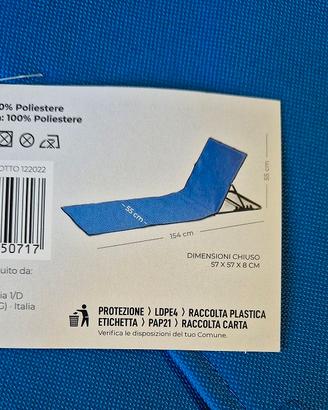 0% Poliestere
: 100% Poliestere
OTTO 122022
50717
uito da:
ia 1/D
G) - Italia
55 cm
55 cm
154 cm
DIMENSIONI CHIUSO
57 X 57 X 8 CM
PROTEZIONE > LDPE4 > RACCOLTA PLASTICA
ETICHETTA > PAP21 > RACCOLTA CARTA
Verifica le disposizioni del tuo Comune.